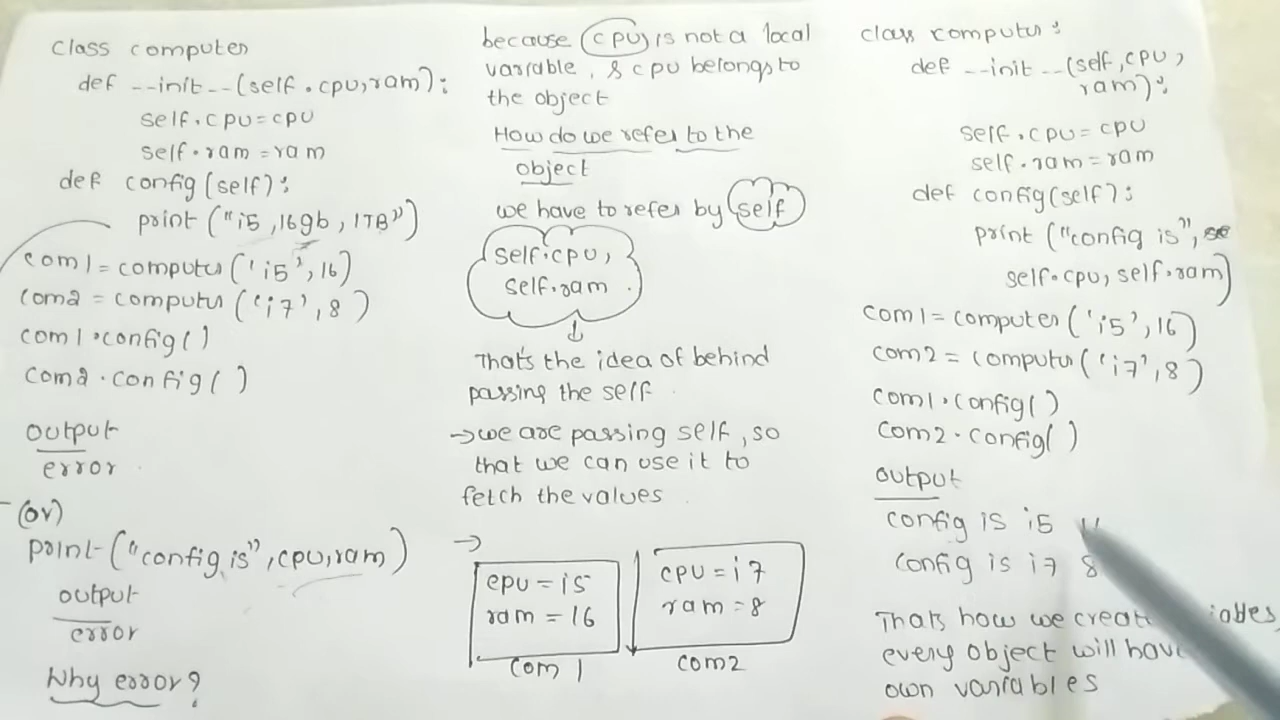 class computer
def --init--(self.cpu,ram):
self.cpu=cpu
self.ram=ram
def config(self):
print("i5,16gb,1TB")
com1=computer('i5',16)
com2=computer('i7',8)
com1.config()
com2.config()
output
error
(or)
print("config is",cpu,ram)
output
error
Why error?
because cpu is not a local
variable, & cpu belongs to
the object
How do we refer to the
object
we have to refer by self
self.cpu,
self.ram.
That's the idea of behind
passing the self
→ we are passing self, so
that we can use it to
fetch the values
→
cpu=i5
ram=16
com 1
cpu=i7
ram=8
com2
class computer:
def --init--(self,cpu,
ram):
self.cpu=cpu
self.ram=ram
def config(self):
print("config is",
self.cpu, self.ram)
com1=computer('i5',16)
com2=computer('i7',8)
com1.config()
com2.config()
output
config is i5
config is i7 8
Thats how we
every object will
own variables